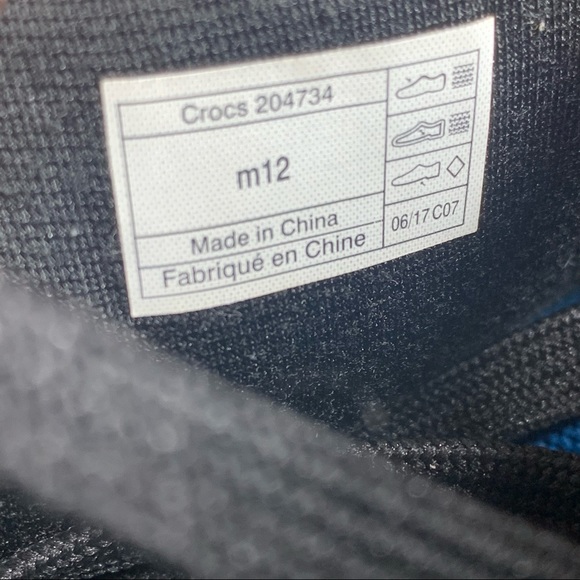 Crocs 204734
m12
Made in China
Fabriqué en Chine
06/17 C07